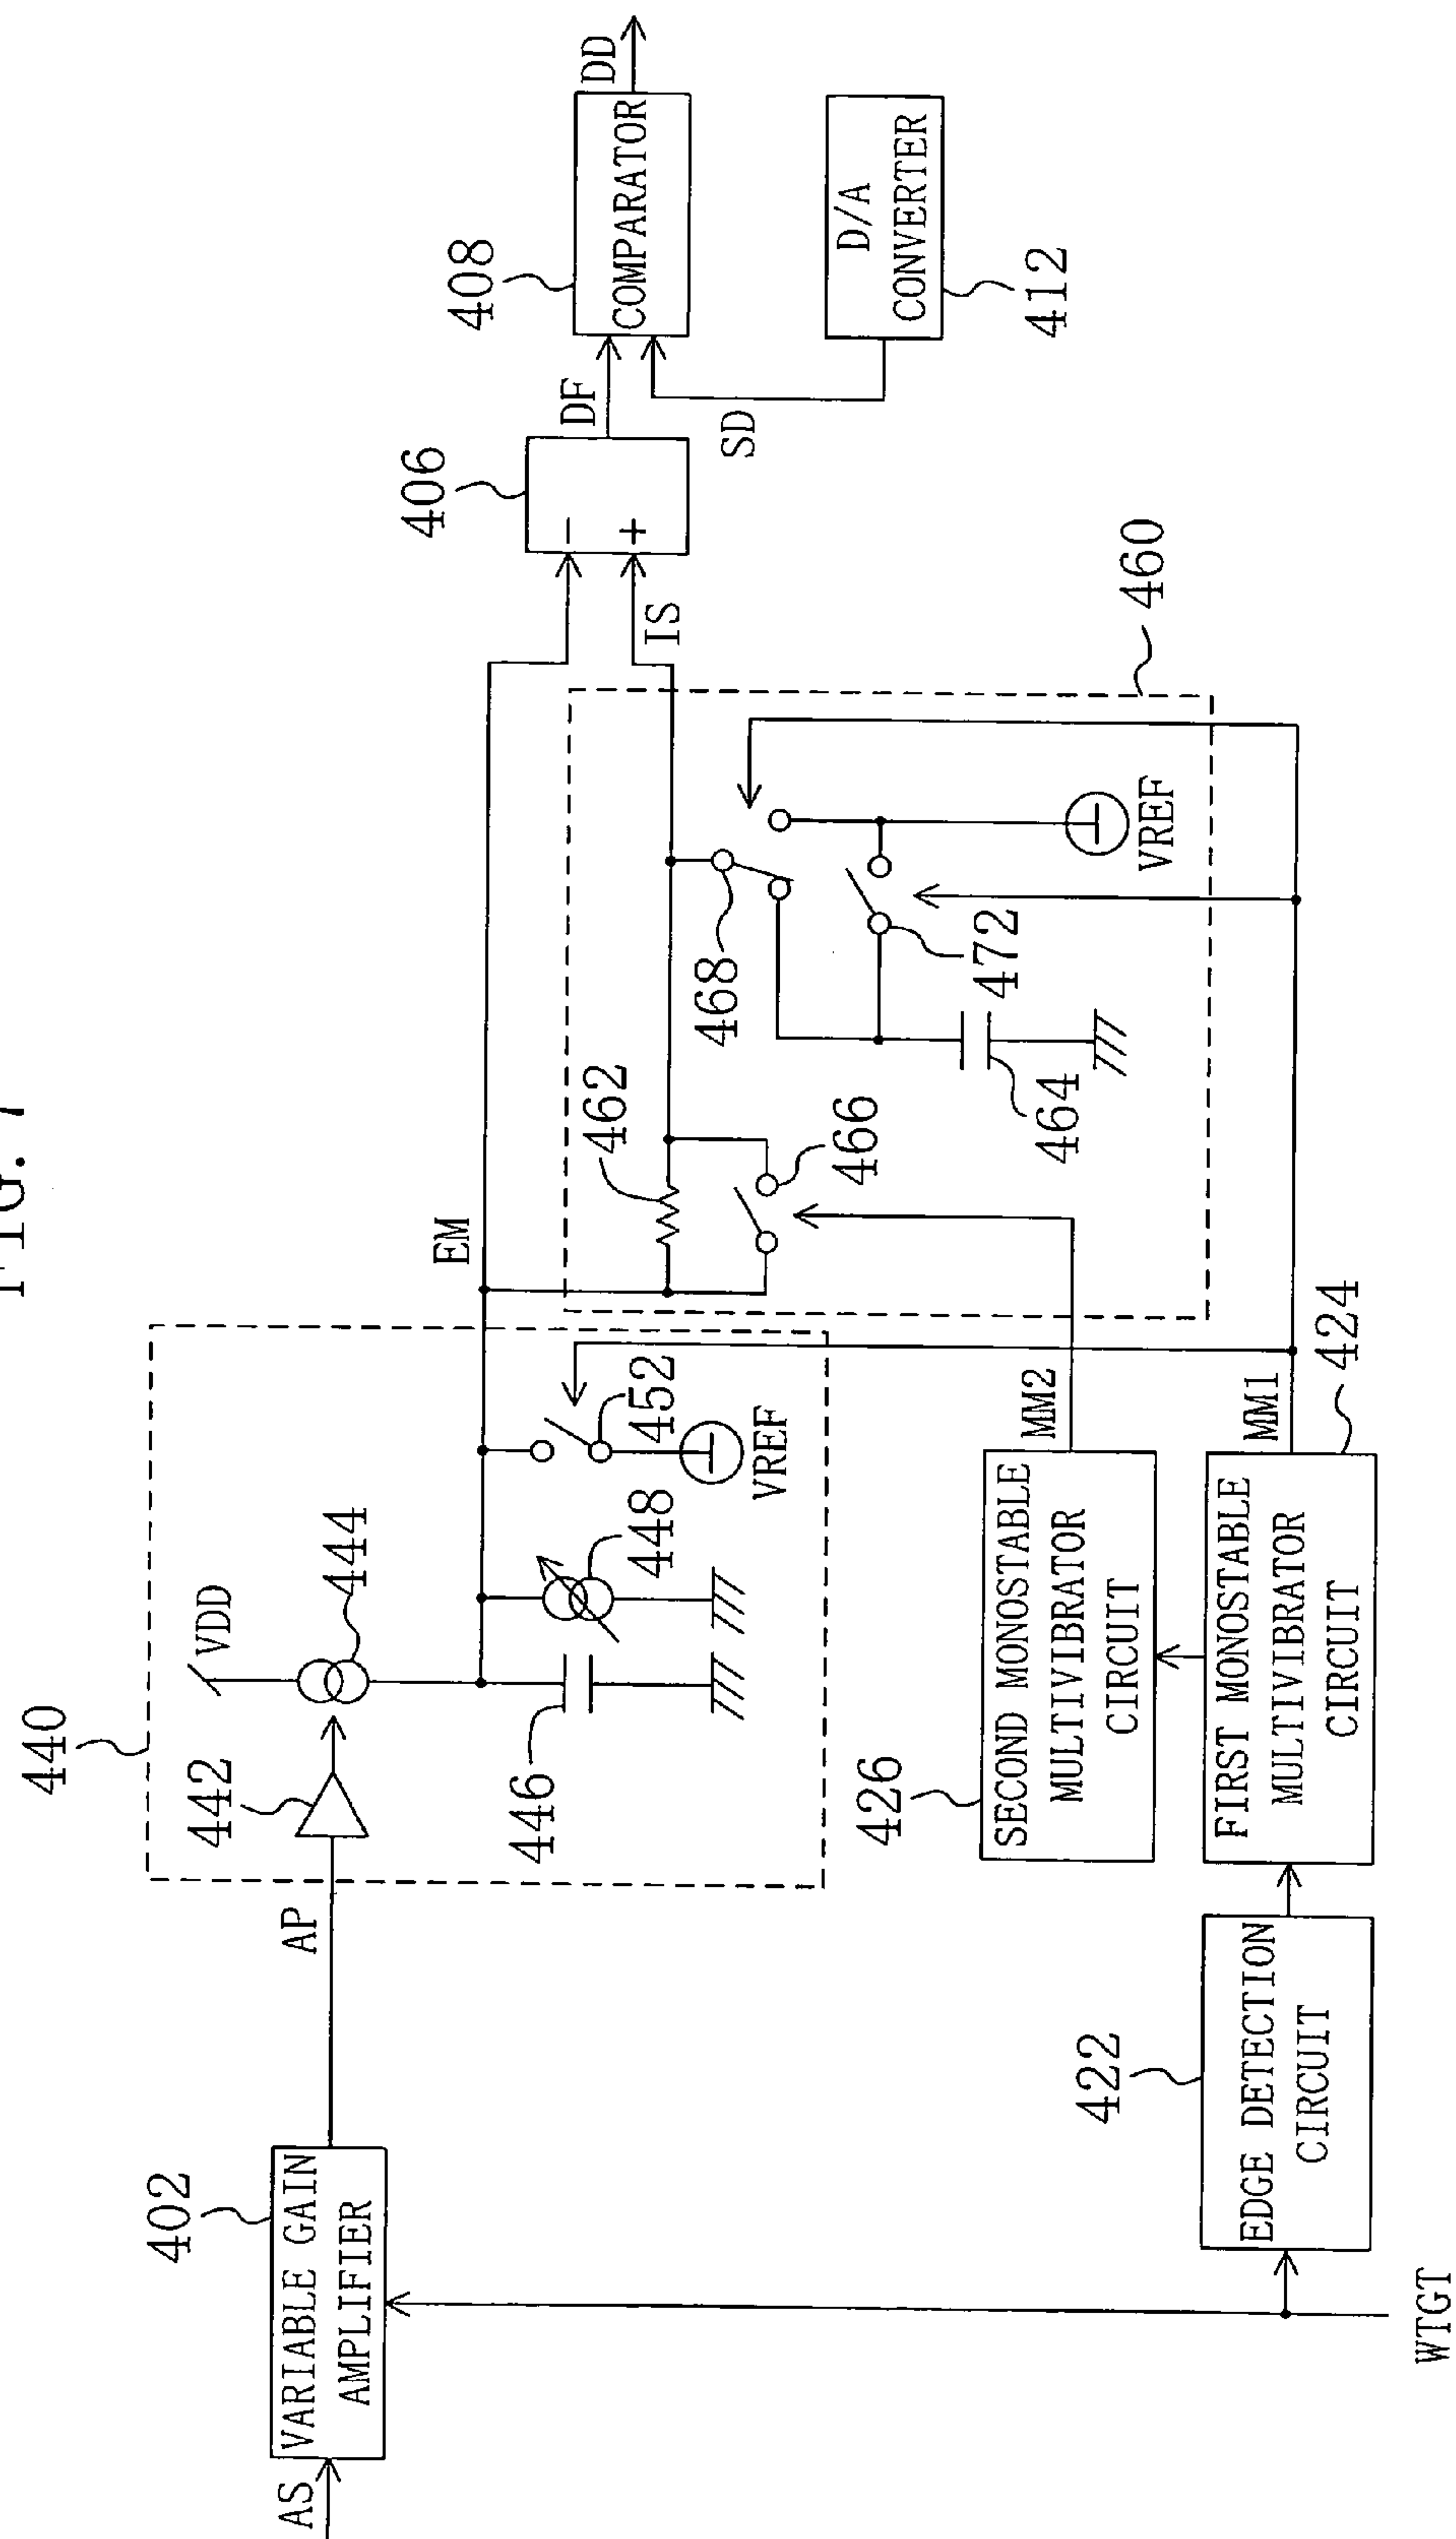 FIG. 7
440
442
VDD
444
EM
406
408
DD
AS
402
VARIABLE GAIN
AMPLIFIER
AP
446
448
452
VREF
462
466
468
464
472
VREF
460
IS
−
+
DF
SD
COMPARATOR
D/A
CONVERTER
412
426
SECOND MONOSTABLE
MULTIVIBRATOR
CIRCUIT
MM2
422
EDGE DETECTION
CIRCUIT
FIRST MONOSTABLE
MULTIVIBRATOR
CIRCUIT
MM1
424
WTGT